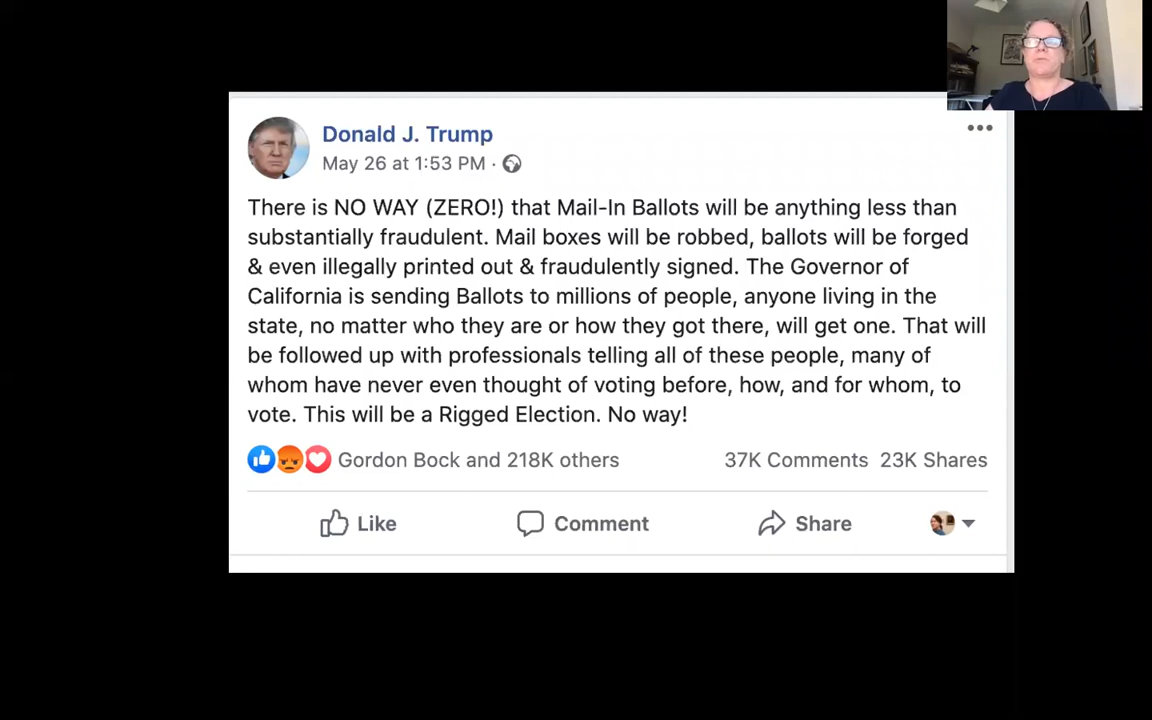 Donald J. Trump
May 26 at 1:53 PM ·
There is NO WAY (ZERO!) that Mail-In Ballots will be anything less than
substantially fraudulent. Mail boxes will be robbed, ballots will be forged
& even illegally printed out & fraudulently signed. The Governor of
California is sending Ballots to millions of people, anyone living in the
state, no matter who they are or how they got there, will get one. That will
be followed up with professionals telling all of these people, many of
whom have never even thought of voting before, how, and for whom, to
vote. This will be a Rigged Election. No way!
Gordon Bock and 218K others 37K Comments 23K Shares
Like Comment Share